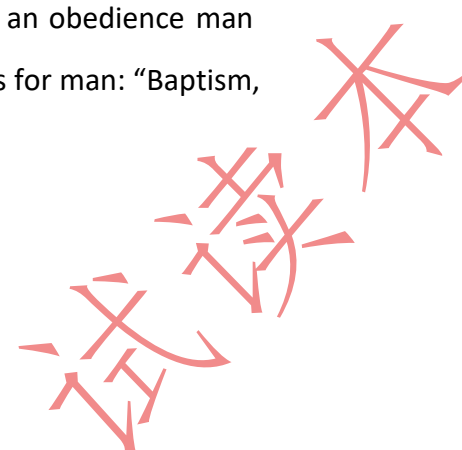 an obedience man
s for man: “Baptism,
试读本